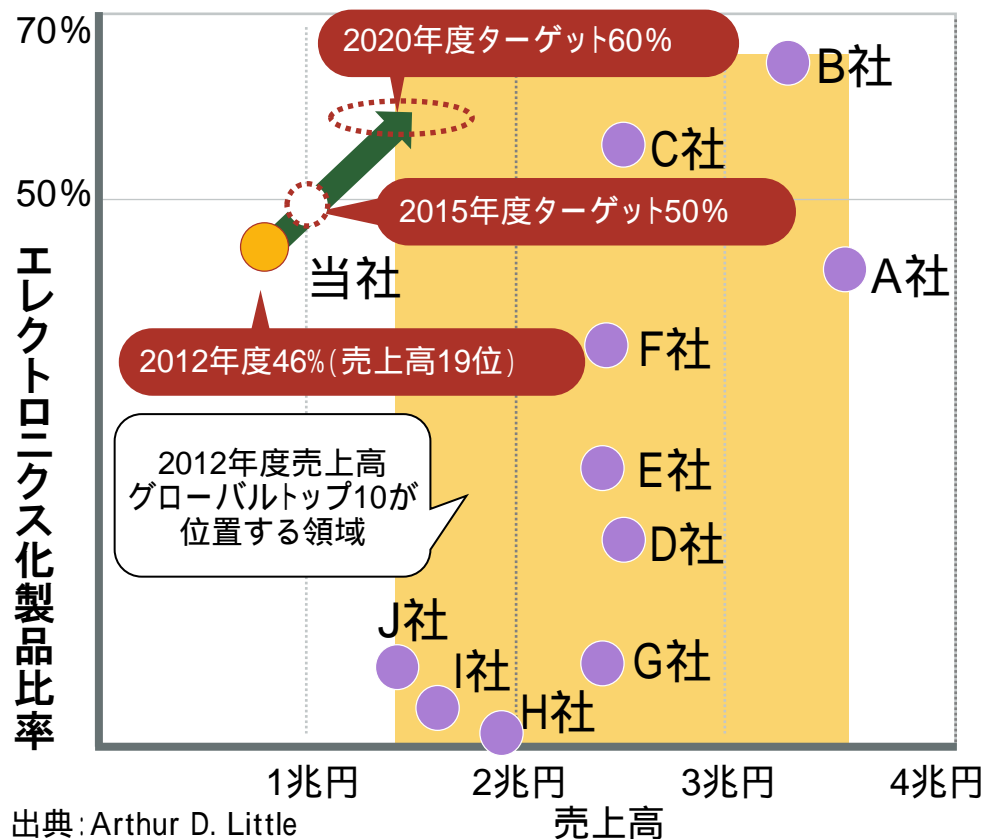 70%
2020年度ターゲット60%
B社
C社
50%
2015年度ターゲット50%
A社
当社
F社
2012年度46%(売上高19位)
エレクトロニクス化製品比率
2012年度売上高
グローバルトップ10が
位置する領域
E社
D社
J社
G社
I社
H社
1兆円
2兆円
3兆円
4兆円
出典:Arthur D. Little
売上高